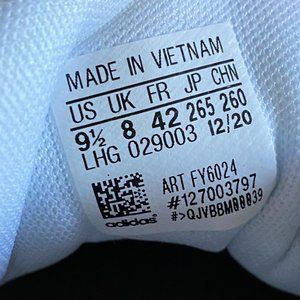 MADE IN VIETNAM
US UK FR JP CHN
9½ 8 42 265 260
LHG 029003 12/20
ART FY6024
#127003797
#>QJVBBM00039
adidas